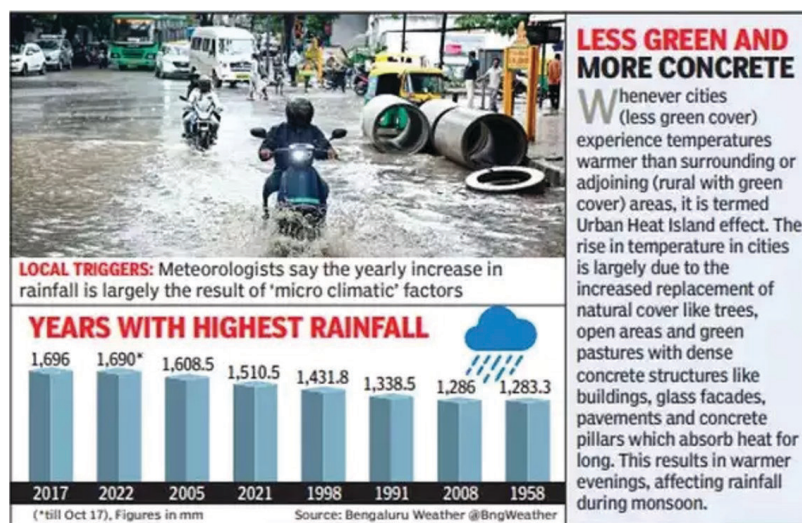 LOCAL TRIGGERS: Meteorologists say the yearly increase in
rainfall is largely the result of ‘micro climatic’ factors
YEARS WITH HIGHEST RAINFALL
1,696 1,690* 1,608.5 1,510.5 1,431.8 1,338.5 1,286 1,283.3
2017 2022 2005 2021 1998 1991 2008 1958
(*till Oct 17), Figures in mm Source: Bengaluru Weather @BngWeather
LESS GREEN AND
MORE CONCRETE
Whenever cities
(less green cover)
experience temperatures
warmer than surrounding or
adjoining (rural with green
cover) areas, it is termed
Urban Heat Island effect. The
rise in temperature in cities
is largely due to the
increased replacement of
natural cover like trees,
open areas and green
pastures with dense
concrete structures like
buildings, glass facades,
pavements and concrete
pillars which absorb heat for
long. This results in warmer
evenings, affecting rainfall
during monsoon.